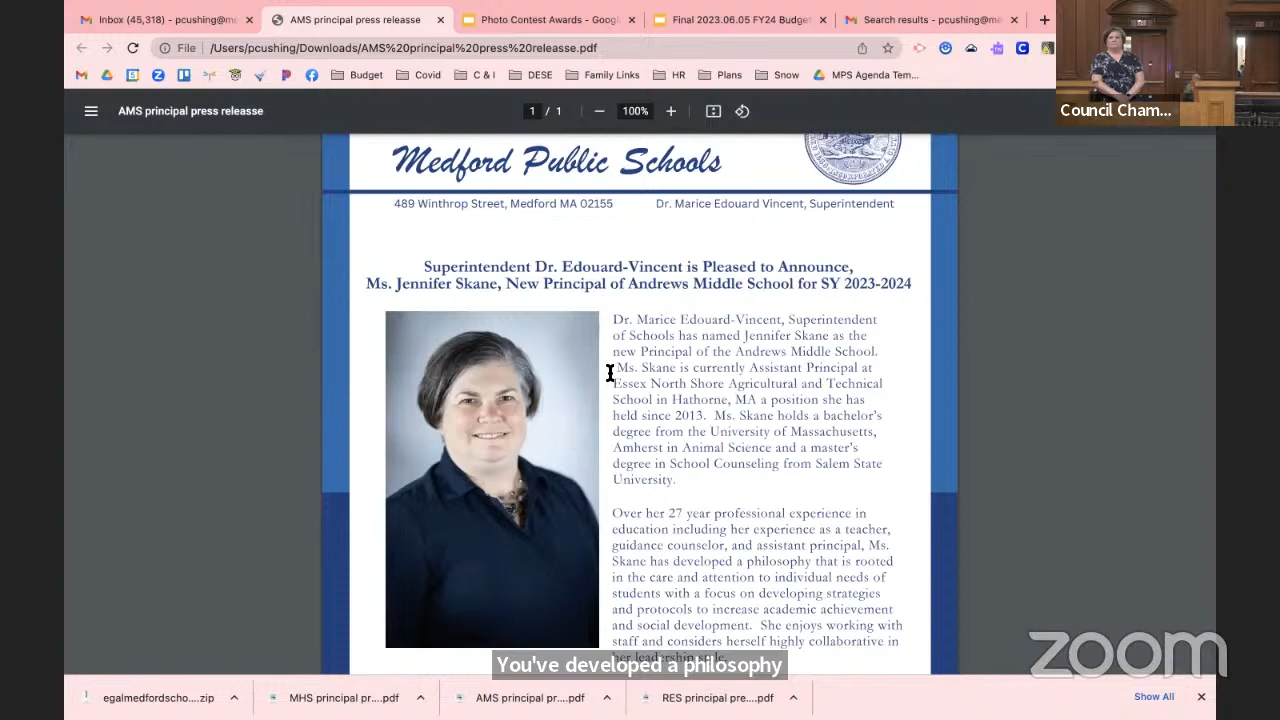 Inbox (45,318) - pcushing@me
AMS principal press releasse
Photo Contest Awards - Googl
Final 2023.06.05 FY24 Budget
Search results - pcushing@me
File
/Users/pcushing/Downloads/AMS%20principal%20press%20releasse.pdf
Budget
Covid
C & I
DESE
Family Links
HR
Plans
Snow
MPS Agenda Tem...
Council Cham...
AMS principal press releasse
1 / 1
100%
Medford Public Schools
489 Winthrop Street, Medford MA 02155
Dr. Marice Edouard Vincent, Superintendent
Superintendent Dr. Edouard-Vincent is Pleased to Announce,
Ms. Jennifer Skane, New Principal of Andrews Middle School for SY 2023-2024
Dr. Marice Edouard-Vincent, Superintendent
of Schools has named Jennifer Skane as the
new Principal of the Andrews Middle School.
Ms. Skane is currently Assistant Principal at
Essex North Shore Agricultural and Technical
School in Hathorne, MA a position she has
held since 2013. Ms. Skane holds a bachelor's
degree from the University of Massachusetts,
Amherst in Animal Science and a master's
degree in School Counseling from Salem State
University.
Over her 27 year professional experience in
education including her experience as a teacher,
guidance counselor, and assistant principal, Ms.
Skane has developed a philosophy that is rooted
in the care and attention to individual needs of
students with a focus on developing strategies
and protocols to increase academic achievement
and social development. She enjoys working with
staff and considers herself highly collaborative in
her leadership style.
You've developed a philosophy
zoom
egalmedfordscho....zip
MHS principal pr....pdf
AMS principal pr....pdf
RES principal pre....pdf
Show All